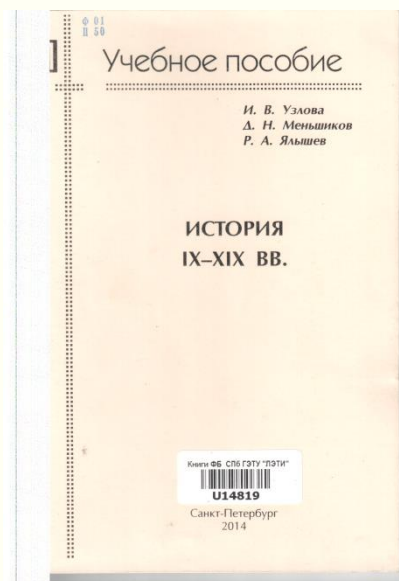 Ф 01
П 50
Учебное пособие
И. В. Узлова
Д. Н. Меньшиков
Р. А. Ялышев
ИСТОРИЯ
IX–XIX ВВ.
Книги ФБ СПб ГЭТУ "ЛЭТИ"
U14819
Санкт-Петербург
2014